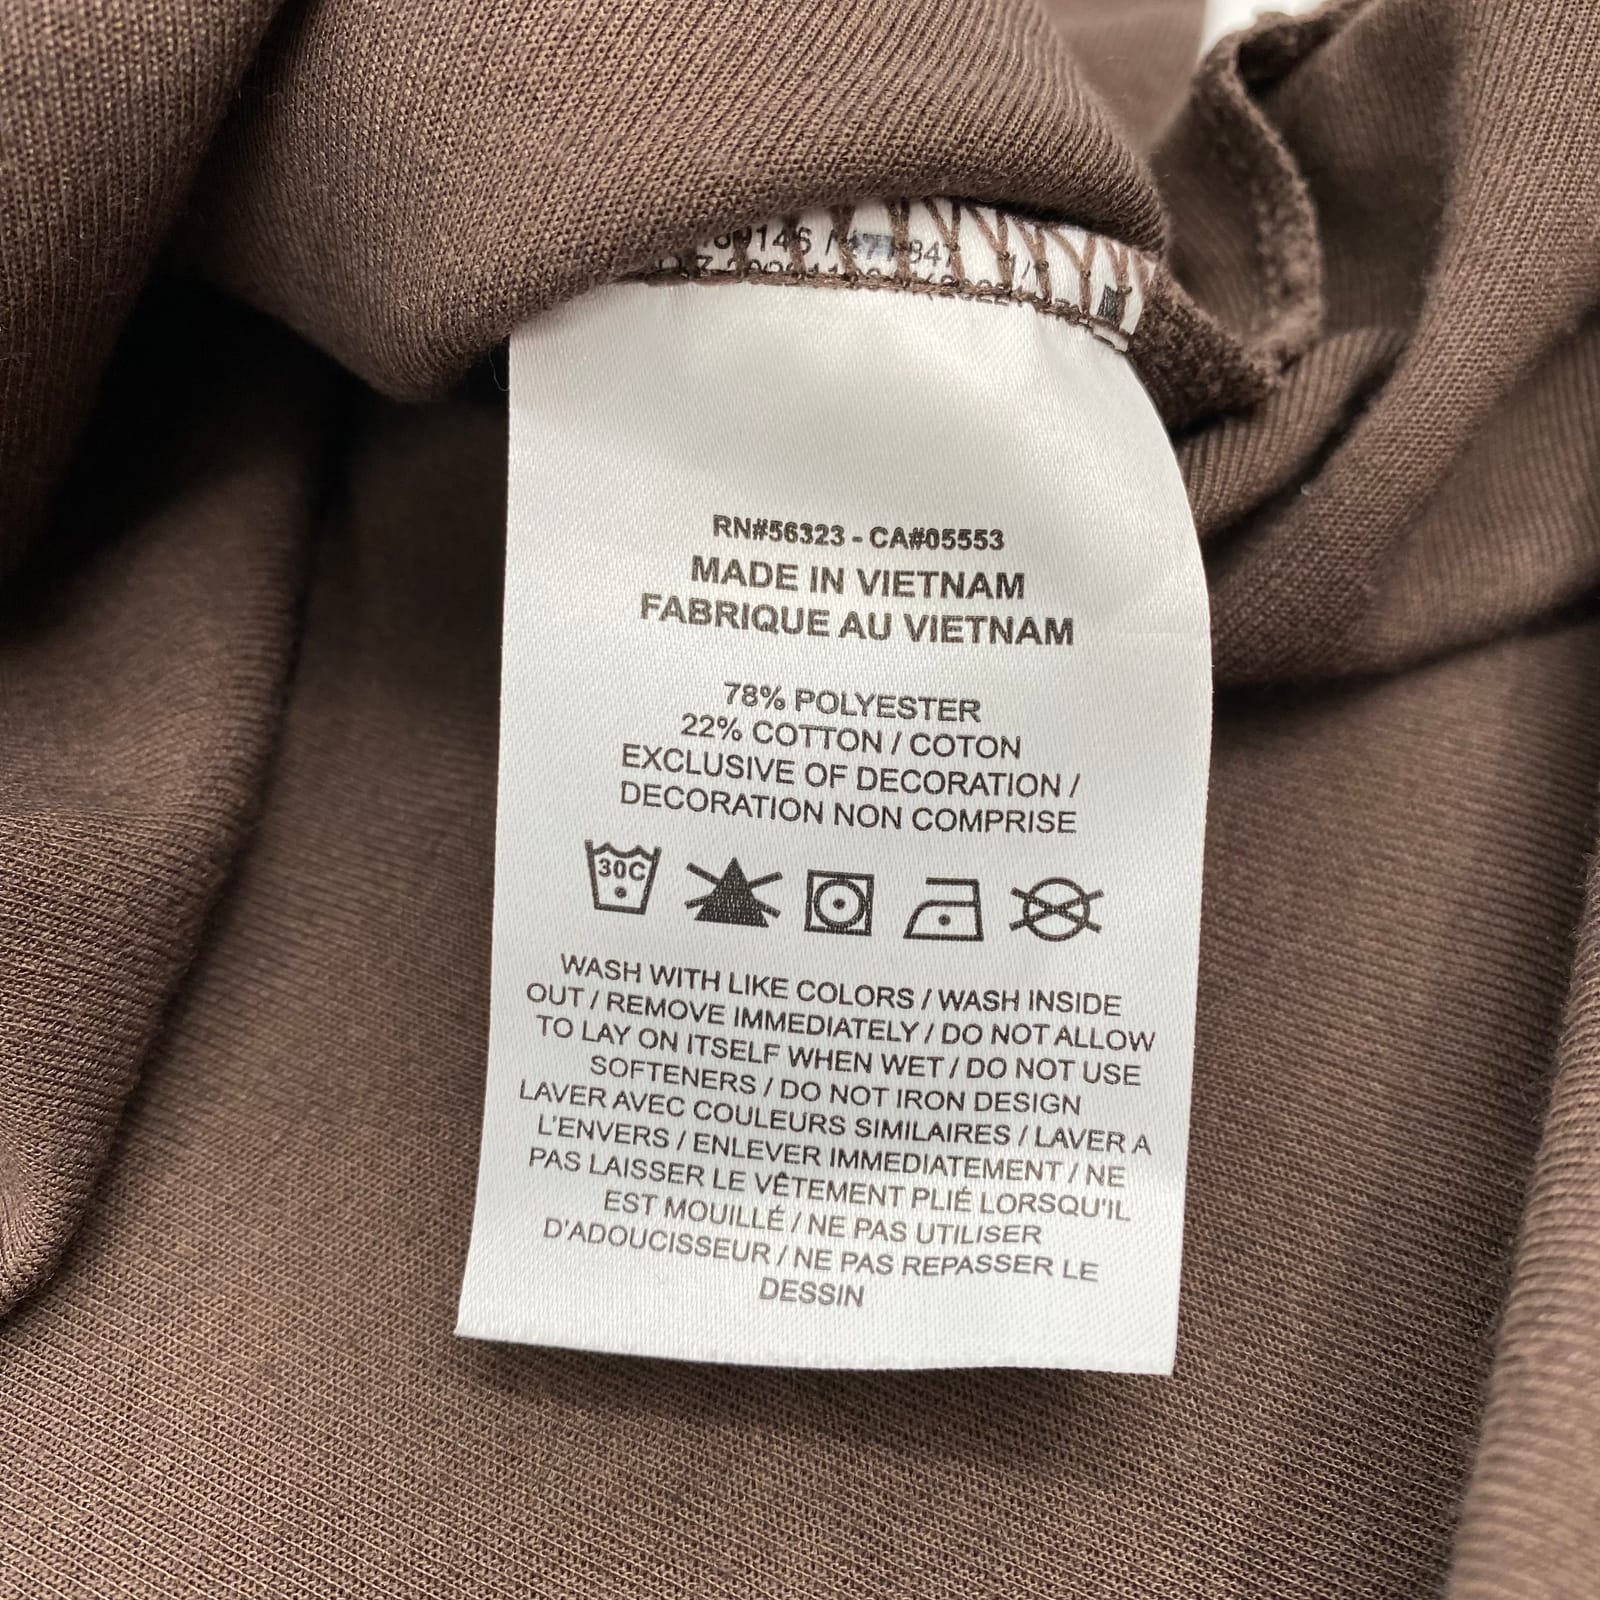 RN#56323 - CA#05553
MADE IN VIETNAM
FABRIQUE AU VIETNAM
78% POLYESTER
22% COTTON / COTON
EXCLUSIVE OF DECORATION /
DECORATION NON COMPRISE
30C
WASH WITH LIKE COLORS / WASH INSIDE
OUT / REMOVE IMMEDIATELY / DO NOT ALLOW
TO LAY ON ITSELF WHEN WET / DO NOT USE
SOFTENERS / DO NOT IRON DESIGN
LAVER AVEC COULEURS SIMILAIRES / LAVER A
L'ENVERS / ENLEVER IMMEDIATEMENT / NE
PAS LAISSER LE VÊTEMENT PLIÉ LORSQU'IL
EST MOUILLÉ / NE PAS UTILISER
D'ADOUCISSEUR / NE PAS REPASSER LE
DESSIN